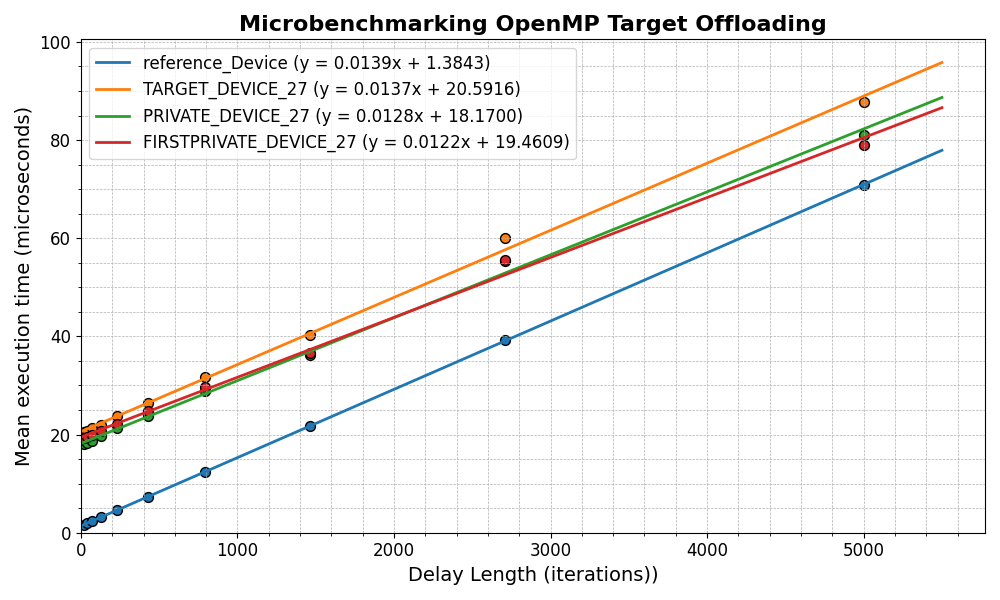 Microbenchmarking OpenMP Target Offloading
reference_Device (y = 0.0139x + 1.3843)
TARGET_DEVICE_27 (y = 0.0137x + 20.5916)
PRIVATE_DEVICE_27 (y = 0.0128x + 18.1700)
FIRSTPRIVATE_DEVICE_27 (y = 0.0122x + 19.4609)
Mean execution time (microseconds)
100
80
60
40
20
0
0 1000 2000 3000 4000 5000
Delay Length (iterations))